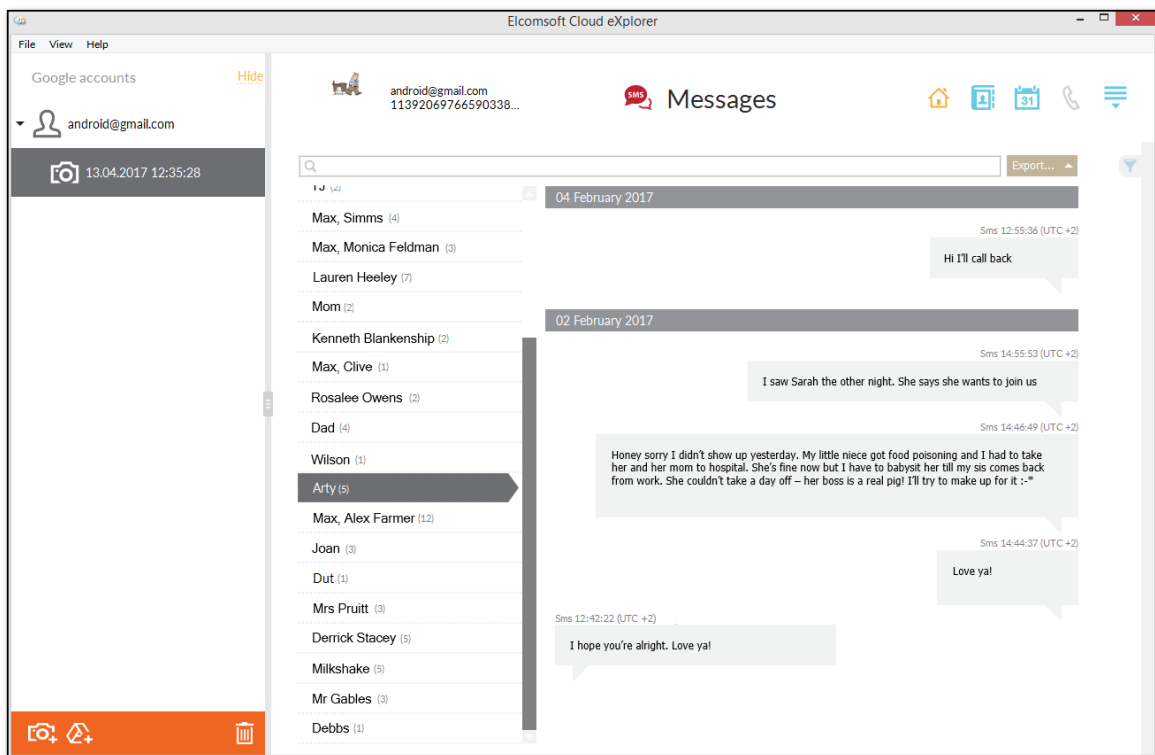 Elcomsoft Cloud eXplorer
File View Help
Google accounts
Hide
android@gmail.com
13.04.2017 12:35:28
android@gmail.com
11392069766590338...
SMS
Messages
31
Export...
TJ (2)
Max, Simms (4)
Max, Monica Feldman (3)
Lauren Heeley (7)
Mom (2)
Kenneth Blankenship (2)
Max, Clive (1)
Rosalee Owens (2)
Dad (4)
Wilson (1)
Arty (5)
Max, Alex Farmer (12)
Joan (3)
Dut (1)
Mrs Pruitt (3)
Derrick Stacey (5)
Milkshake (5)
Mr Gables (3)
Debbs (1)
04 February 2017
Sms 12:55:36 (UTC +2)
Hi I'll call back
02 February 2017
Sms 14:55:53 (UTC +2)
I saw Sarah the other night. She says she wants to join us
Sms 14:46:49 (UTC +2)
Honey sorry I didn't show up yesterday. My little niece got food poisoning and I had to take
her and her mom to hospital. She's fine now but I have to babysit her till my sis comes back
from work. She couldn't take a day off – her boss is a real pig! I'll try to make up for it :-*
Sms 14:44:37 (UTC +2)
Love ya!
Sms 12:42:22 (UTC +2)
I hope you're alright. Love ya!